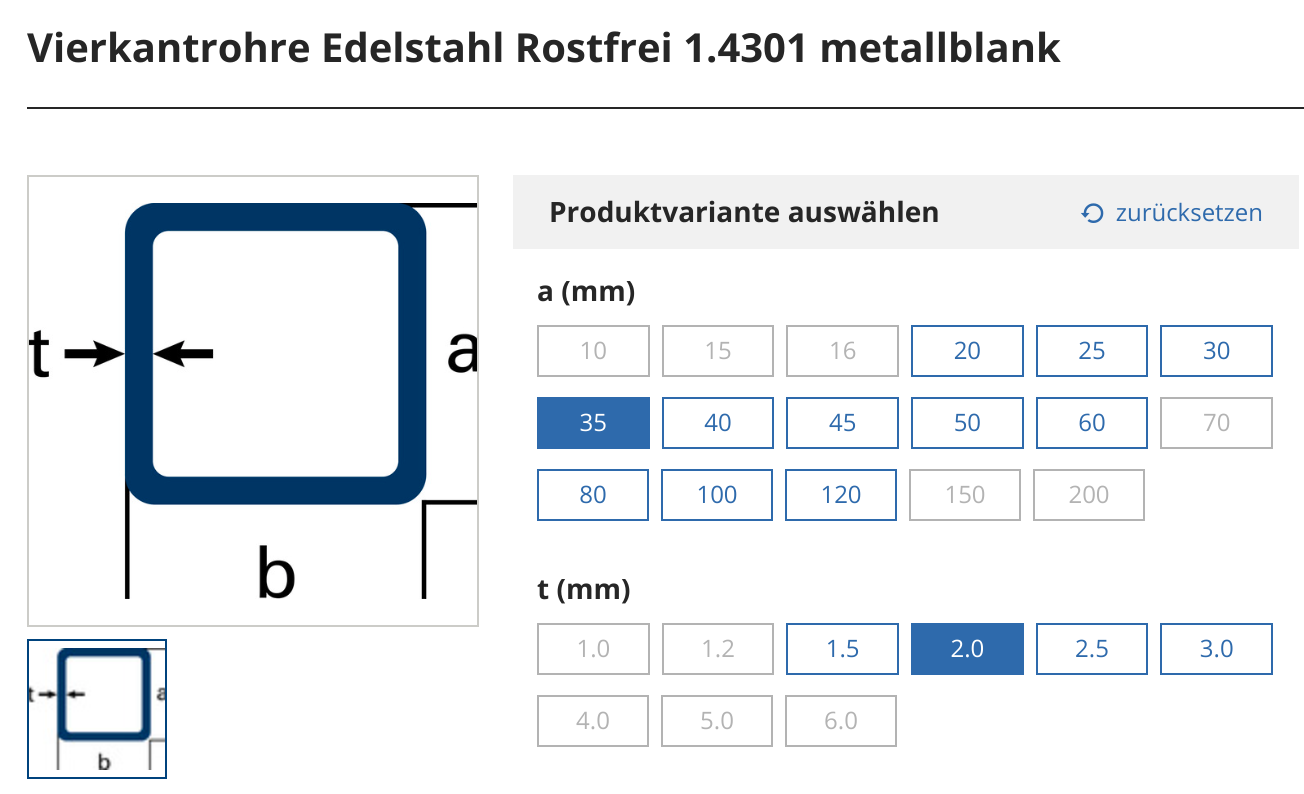 Vierkantrohre Edelstahl Rostfrei 1.4301 metallblank
t
a
b
t
a
b
Produktvariante auswählen
zurücksetzen
a (mm)
10 15 16 20 25 30
35 40 45 50 60 70
80 100 120 150 200
t (mm)
1.0 1.2 1.5 2.0 2.5 3.0
4.0 5.0 6.0